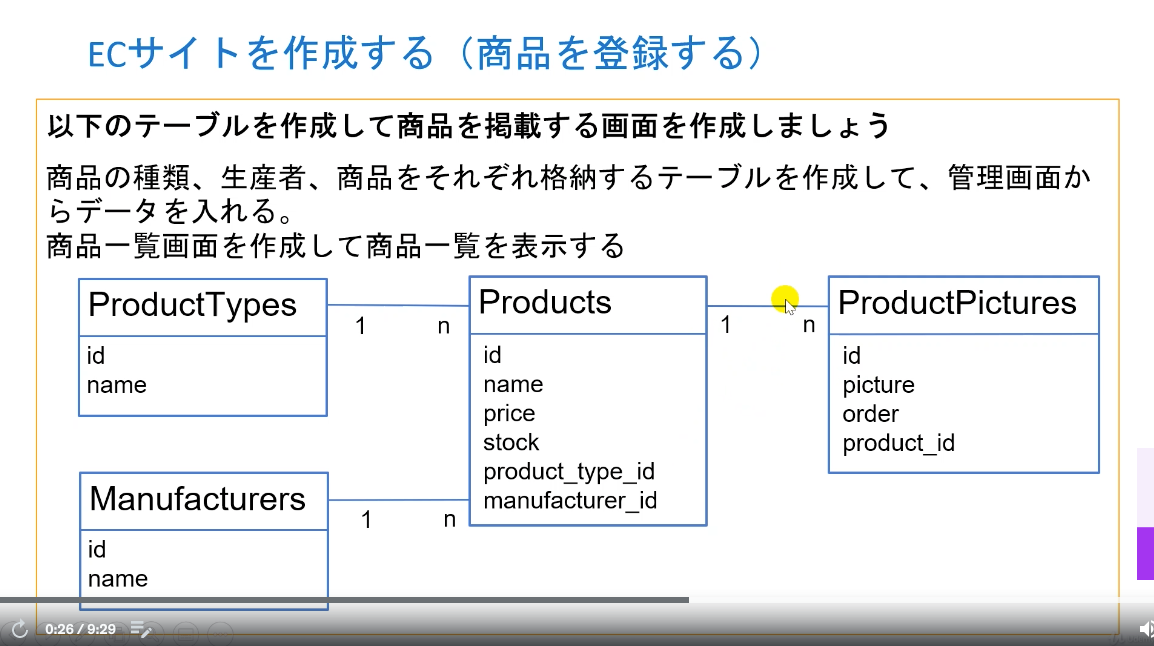 ECサイトを作成する（商品を登録する）
以下のテーブルを作成して商品を掲載する画面を作成しましょう
商品の種類、生産者、商品をそれぞれ格納するテーブルを作成して、管理画面か
らデータを入れる。
商品一覧画面を作成して商品一覧を表示する
ProductTypes
id
name
1 n
Products
id
name
price
stock
product_type_id
manufacturer_id
1 n
ProductPictures
id
picture
order
product_id
Manufacturers
id
name
1 n
0:26 / 9:29